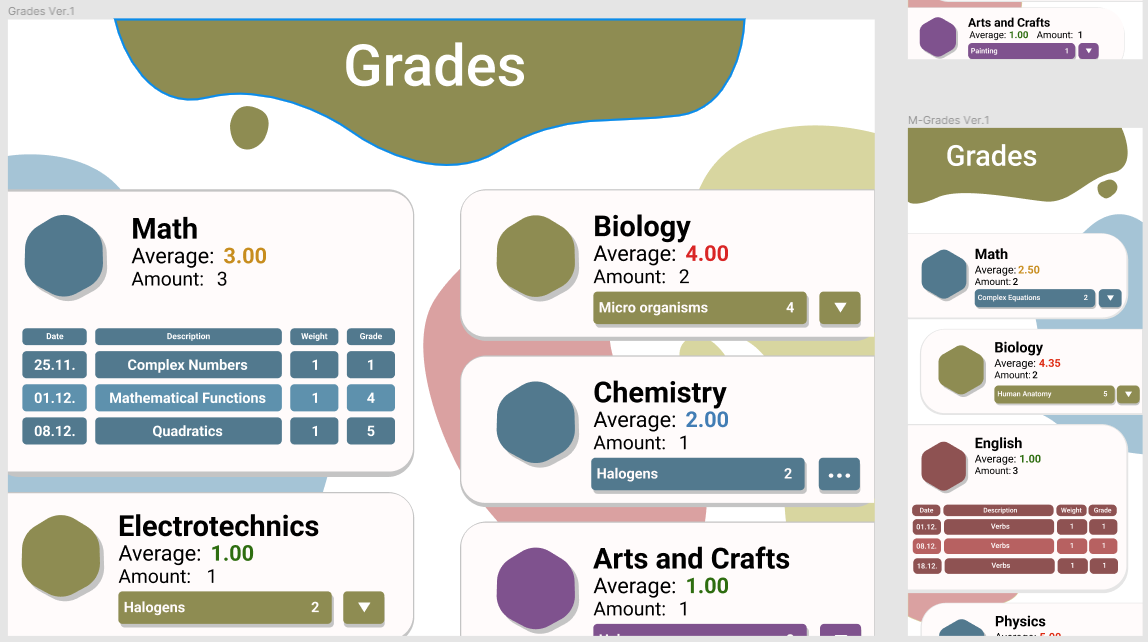 Grades Ver.1
Grades
Math
Average: 3.00
Amount: 3
Date Description Weight Grade
25.11. Complex Numbers 1 1
01.12. Mathematical Functions 1 4
08.12. Quadratics 1 5
Electrotechnics
Average: 1.00
Amount: 1
Halogens 2
Biology
Average: 4.00
Amount: 2
Micro organisms 4
Chemistry
Average: 2.00
Amount: 1
Halogens 2
Arts and Crafts
Average: 1.00
Amount: 1
Arts and Crafts
Average: 1.00 Amount: 1
Painting 1
M-Grades Ver.1
Grades
Math
Average: 2.50
Amount: 2
Complex Equations 2
Biology
Average: 4.35
Amount: 2
Human Anatomy 5
English
Average: 1.00
Amount: 3
Date Description Weight Grade
01.12. Verbs 1 1
08.12. Verbs 1 1
18.12. Verbs 1 1
Physics